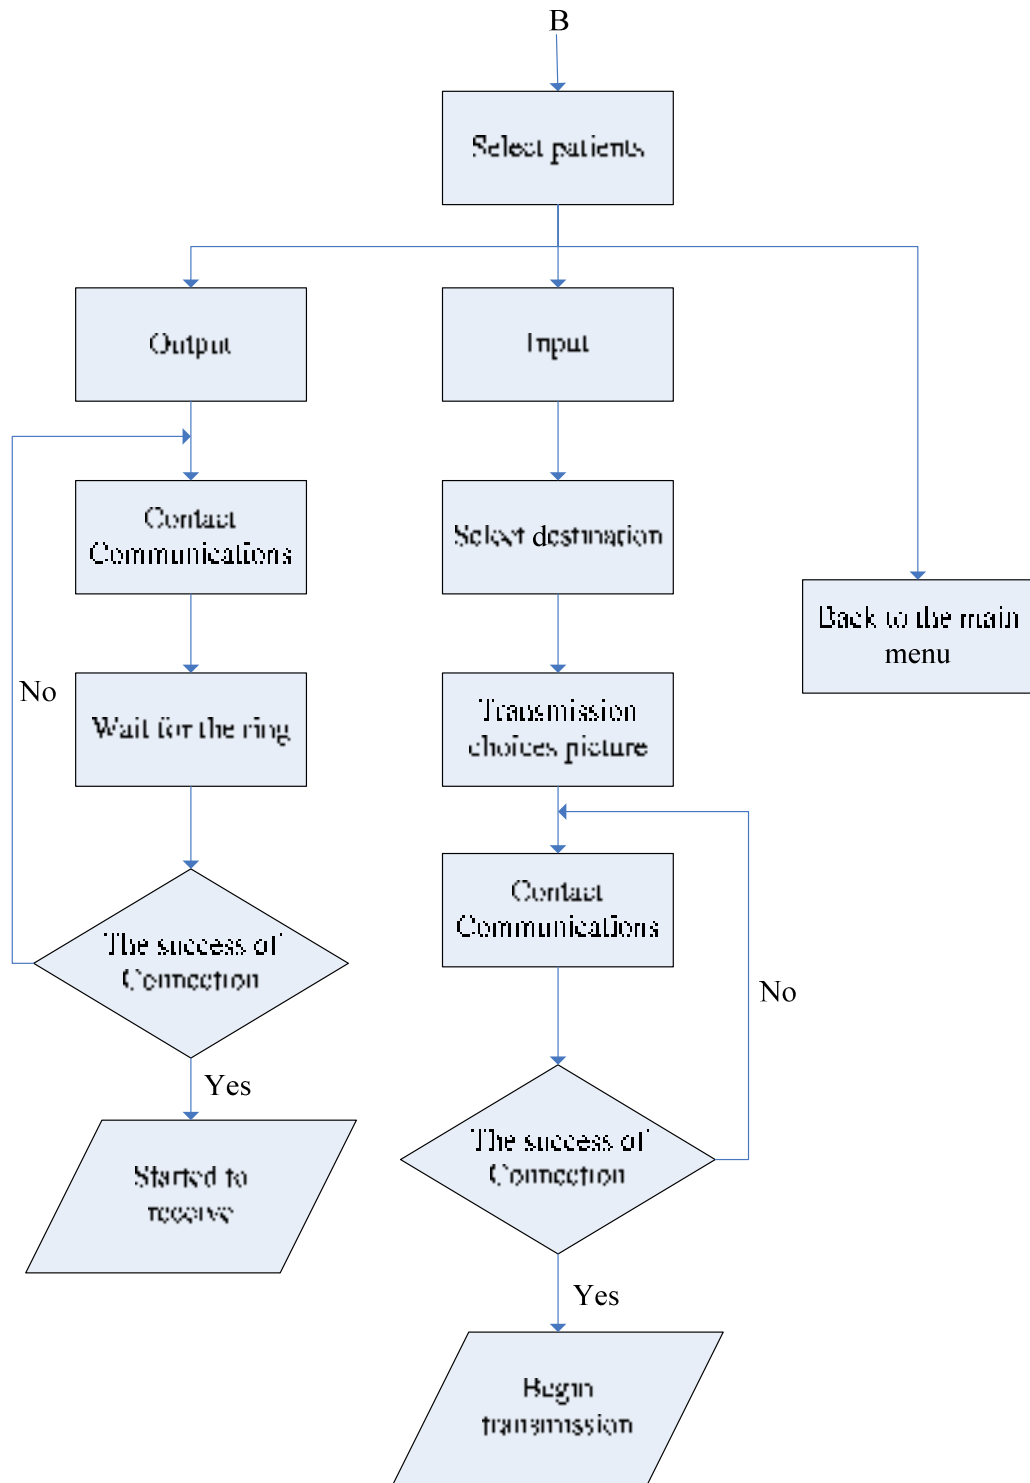 B
Select patients
Output
Input
Contact
Communications
Select destination
Back to the main
menu
No
Wait for the ring
Transmission
choices picture
Contact
Communications
The success of
Connection
No
Yes
Started to
receive
The success of
Connection
Yes
Begin
transmission